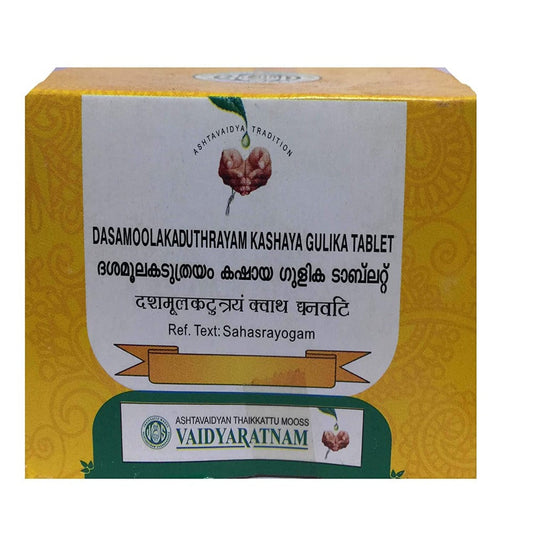 ASHTAVAIDYA TRADITION
DASAMOOLAKADUTHRAYAM KASHAYA GULIKA TABLET
ദശമൂലകടുത്രയം കഷായ ഗുളിക ടാബ്ലറ്റ്
दशमूलकटुत्रयं क्वाथ घनवटि
Ref. Text: Sahasrayogam
ASHTAVAIDYAN THAIKKATTU MOOSS
VAIDYARATNAM